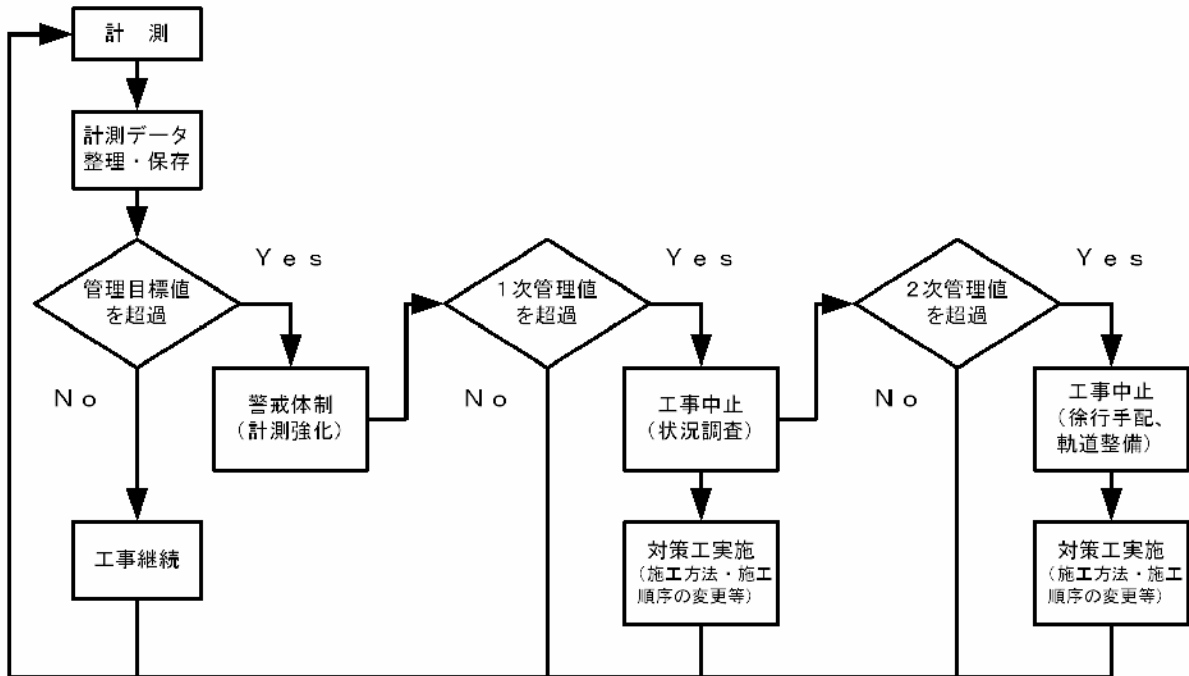 計 測
計測データ
整理・保存
管理目標値
を超過
Yes
No
警戒体制
(計測強化)
工事継続
1次管理値
を超過
Yes
No
工事中止
(状況調査)
対策工実施
(施工方法・施工
順序の変更等)
2次管理値
を超過
Yes
No
工事中止
(徐行手配、
軌道整備)
対策工実施
(施工方法・施工
順序の変更等)